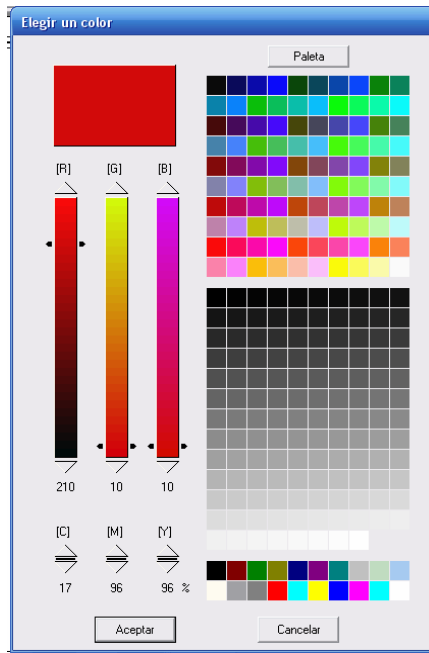 Elegir un color
Paleta
[R] [G] [B]
210 10 10
[C] [M] [Y]
17 96 96 %
Aceptar Cancelar